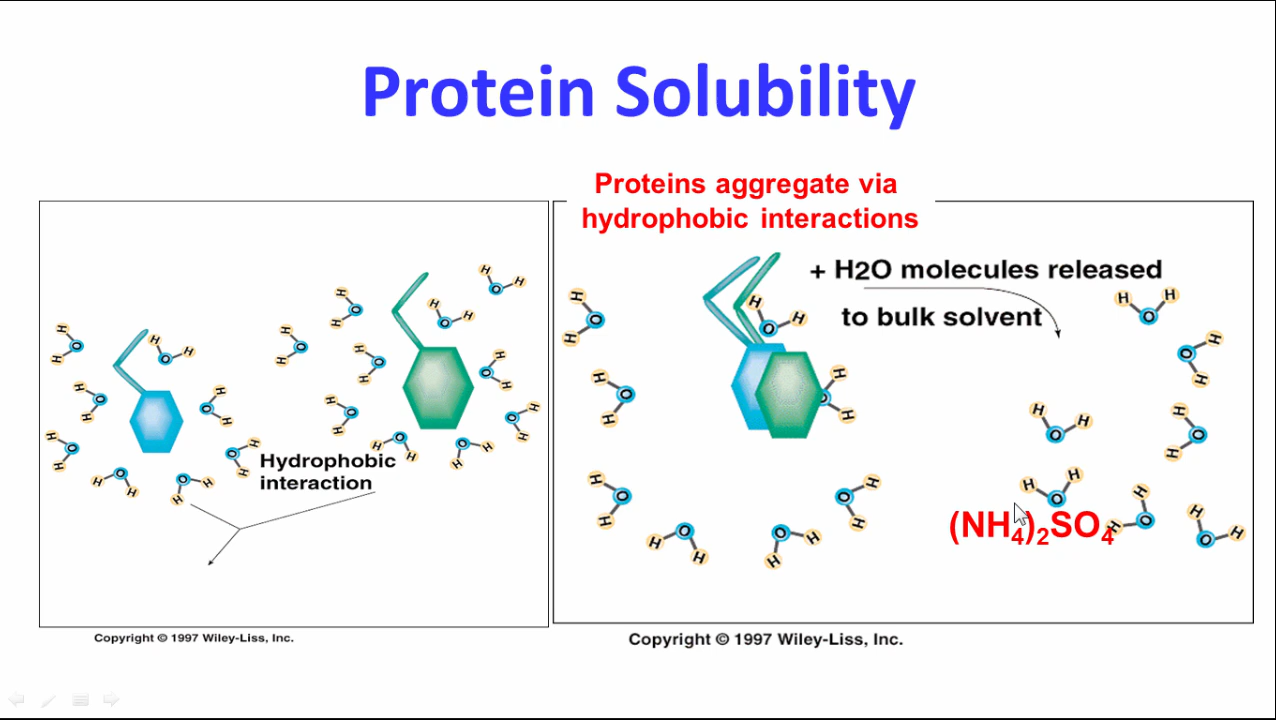 Protein Solubility
Proteins aggregate via
hydrophobic interactions
+ H2O molecules released
to bulk solvent
Hydrophobic
interaction
(NH4)2SO4
Copyright © 1997 Wiley-Liss, Inc.
Copyright © 1997 Wiley-Liss, Inc.